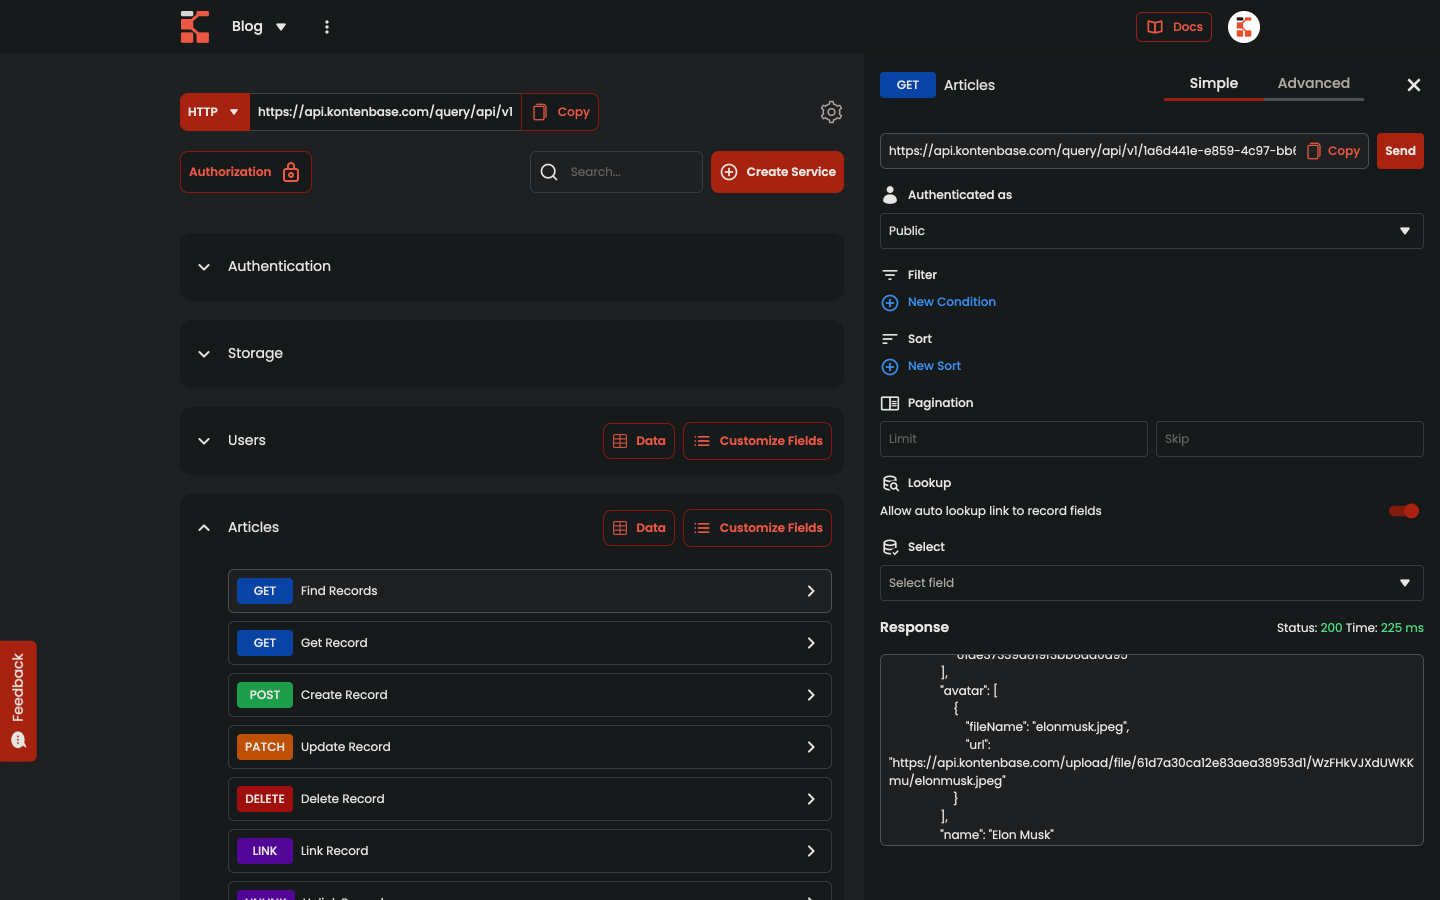 Blog
Docs
HTTP
https://api.kontenbase.com/query/api/v1
Copy
Authorization
Search...
Create Service
Authentication
Storage
Users
Data
Customize Fields
Articles
Data
Customize Fields
GET Find Records
GET Get Record
POST Create Record
PATCH Update Record
DELETE Delete Record
LINK Link Record
Feedback
GET Articles
Simple
Advanced
https://api.kontenbase.com/query/api/v1/1a6d441e-e859-4c97-bb6
Copy
Send
Authenticated as
Public
Filter
New Condition
Sort
New Sort
Pagination
Limit
Skip
Lookup
Allow auto lookup link to record fields
Select
Select field
Response
Status: 200 Time: 225 ms
],
"avatar": [
{
"fileName": "elonmusk.jpeg",
"url":
"https://api.kontenbase.com/upload/file/61d7a30ca12e83aea38953d1/WzFHkVJXdUWKK
mu/elonmusk.jpeg"
}
],
"name": "Elon Musk"